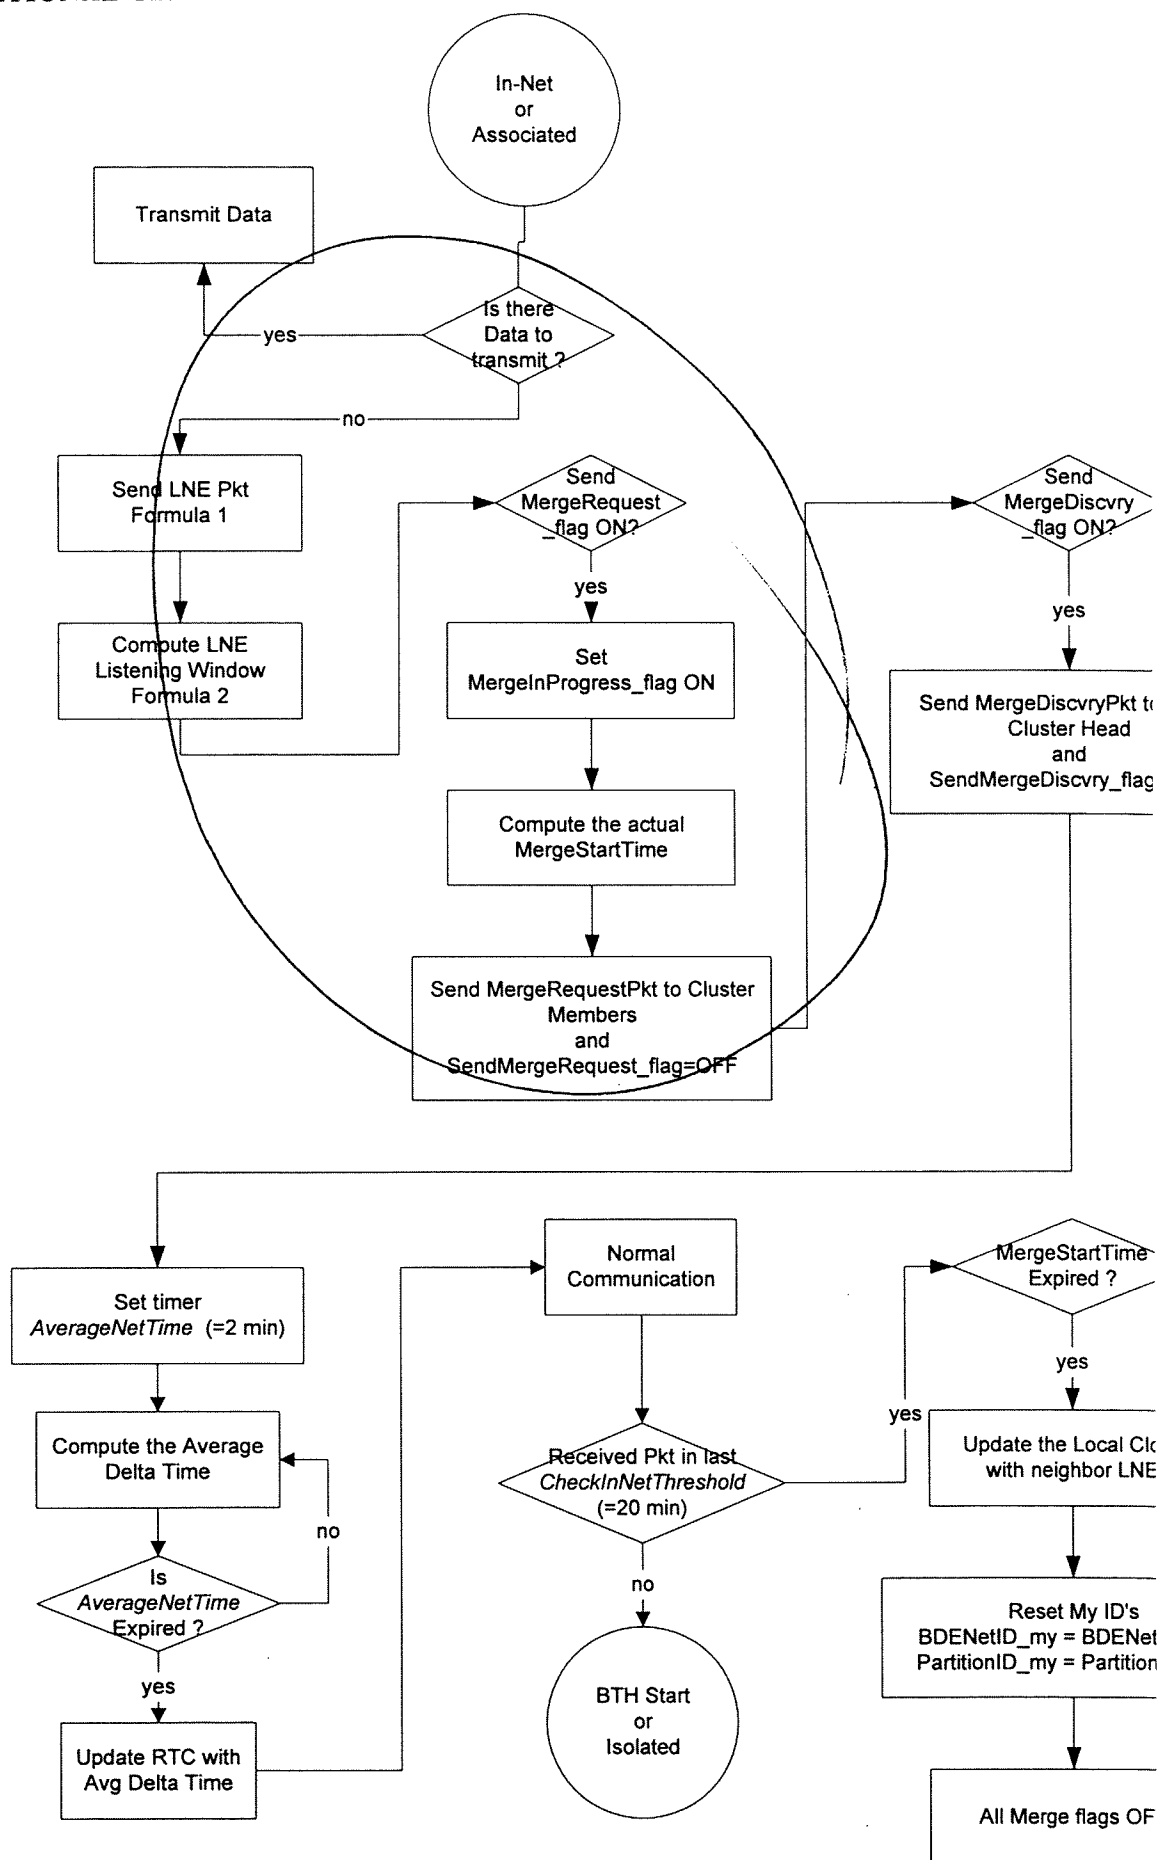 In-Net
or
Associated
Transmit Data
Is there
Data to
transmit ?
yes
no
Send LNE Pkt
Formula 1
Compute LNE
Listening Window
Formula 2
Send
MergeRequest
_flag ON?
yes
Set
MergeInProgress_flag ON
Compute the actual
MergeStartTime
Send MergeRequestPkt to Cluster
Members
and
SendMergeRequest_flag=OFF
Send
MergeDiscvry
_flag ON?
yes
Send MergeDiscvryPkt to
Cluster Head
and
SendMergeDiscvry_flag
Set timer
AverageNetTime (=2 min)
Compute the Average
Delta Time
no
Is
AverageNetTime
Expired ?
yes
Update RTC with
Avg Delta Time
Normal
Communication
Received Pkt in last
CheckInNetThreshold
(=20 min)
yes
no
BTH Start
or
Isolated
MergeStartTime
Expired ?
yes
Update the Local
with neighbor LNE
Reset My ID's
BDENetID_my = BDENet
PartitionID_my = Partition
All Merge flags